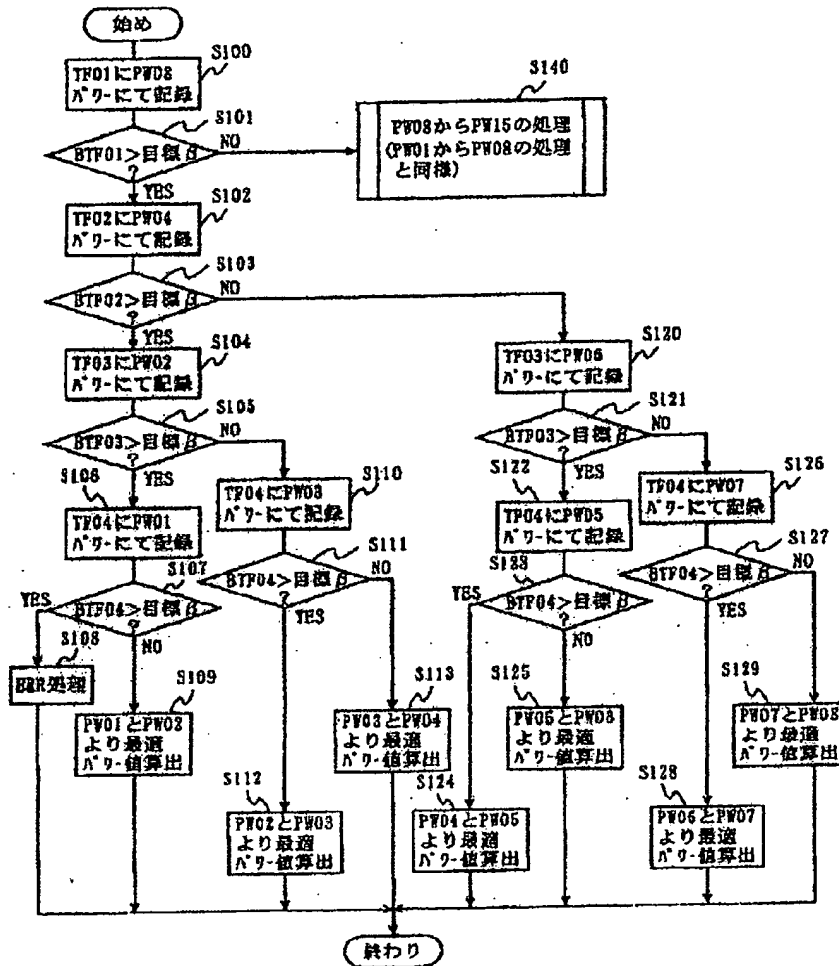 始め
S100
TF01にPW08
パワーにて記録
S101
BTF01>目標β
?
NO
YES
S140
PW08からPW15の処理
(PW01からPW08の処理
と同様)
S102
TF02にPW04
パワーにて記録
S103
BTF02>目標β
?
NO
YES
S104
TF03にPW02
パワーにて記録
S105
BTF03>目標β
?
NO
YES
S106
TF04にPW01
パワーにて記録
S107
BTF04>目標β
?
YES
NO
S108
ERR処理
S109
PW01とPW02
より最適
パワー値算出
S110
TF04にPW03
パワーにて記録
S111
BTF04>目標β
?
NO
YES
S112
PW02とPW03
より最適
パワー値算出
S113
PW03とPW04
より最適
パワー値算出
S120
TF03にPW06
パワーにて記録
S121
BTF03>目標β
?
NO
YES
S122
TF04にPW05
パワーにて記録
S123
BTF04>目標β
?
YES
NO
S124
PW04とPW05
より最適
パワー値算出
S125
PW05とPW06
より最適
パワー値算出
S126
TF04にPW07
パワーにて記録
S127
BTF04>目標β
?
NO
YES
S128
PW06とPW07
より最適
パワー値算出
S129
PW07とPW08
より最適
パワー値算出
終わり